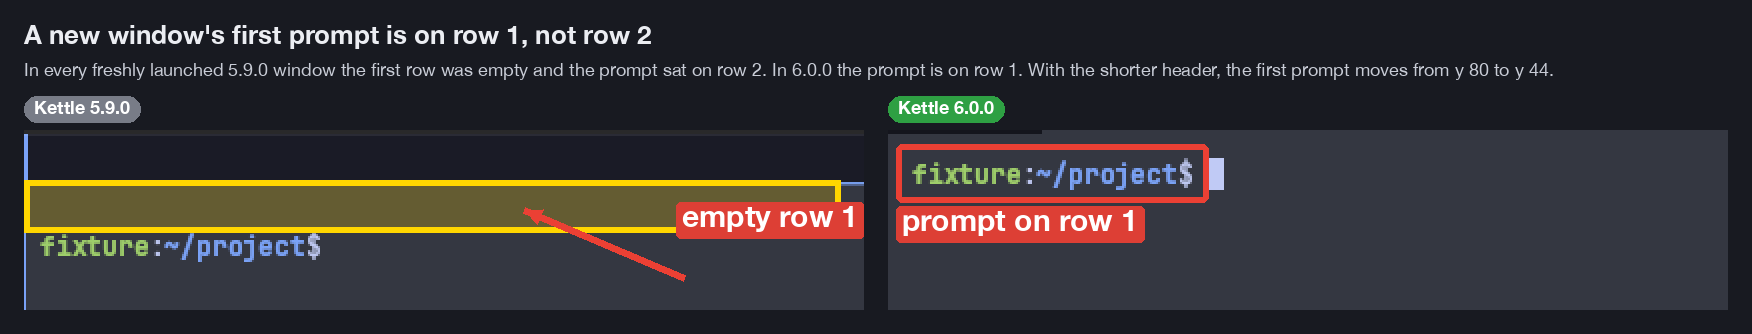 A new window's first prompt is on row 1, not row 2
In every freshly launched 5.9.0 window the first row was empty and the prompt sat on row 2. In 6.0.0 the prompt is on row 1. With the shorter header, the first prompt moves from y 80 to y 44.
Kettle 5.9.0
empty row 1
fixture:~/project$
Kettle 6.0.0
fixture:~/project$
prompt on row 1